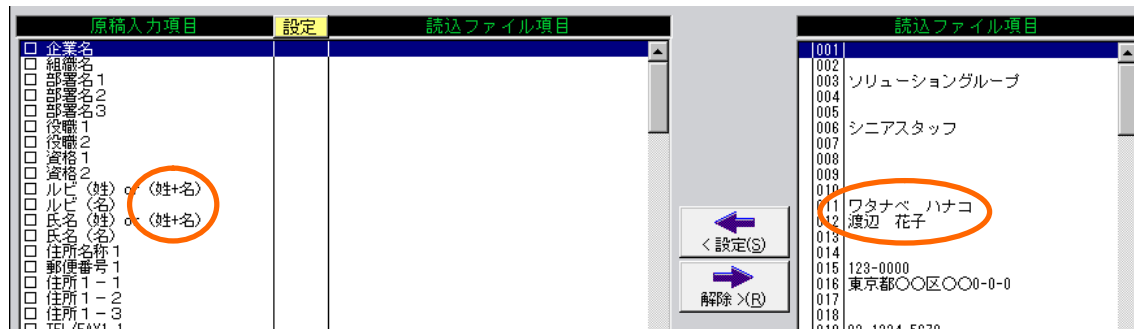 原稿入力項目 設定 読込ファイル項目
□ 企業名
□ 組織名
□ 部署名1
□ 部署名2
□ 部署名3
□ 役職1
□ 役職2
□ 資格1
□ 資格2
□ ルビ（姓）or（姓+名）
□ ルビ（名）
□ 氏名（姓）or（姓+名）
□ 氏名（名）
□ 住所名称1
□ 郵便番号1
□ 住所1－1
□ 住所1－2
□ 住所1－3
□ TEL/FAX1-1
<設定(S)
解除>(R)
読込ファイル項目
001
002
003 ソリューショングループ
004
005
006 シニアスタッフ
007
008
009
010
011 ワタナベ　ハナコ
012 渡辺　花子
013
014
015 123-0000
016 東京都〇〇区〇〇0-0-0
017
018
019 03-1234-5678